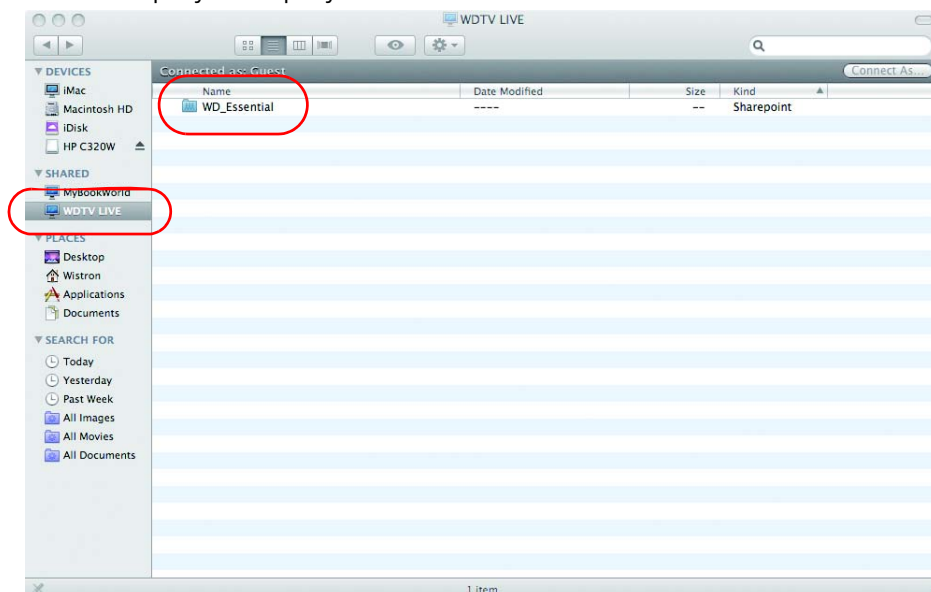 WDTV LIVE
DEVICES
iMac
Macintosh HD
iDisk
HP C320W
SHARED
MyBookWorld
WDTV LIVE
PLACES
Desktop
Wistron
Applications
Documents
SEARCH FOR
Today
Yesterday
Past Week
All Images
All Movies
All Documents
Connected as: Guest
Connect As...
Name Date Modified Size Kind
WD_Essential ---- -- Sharepoint
1 item